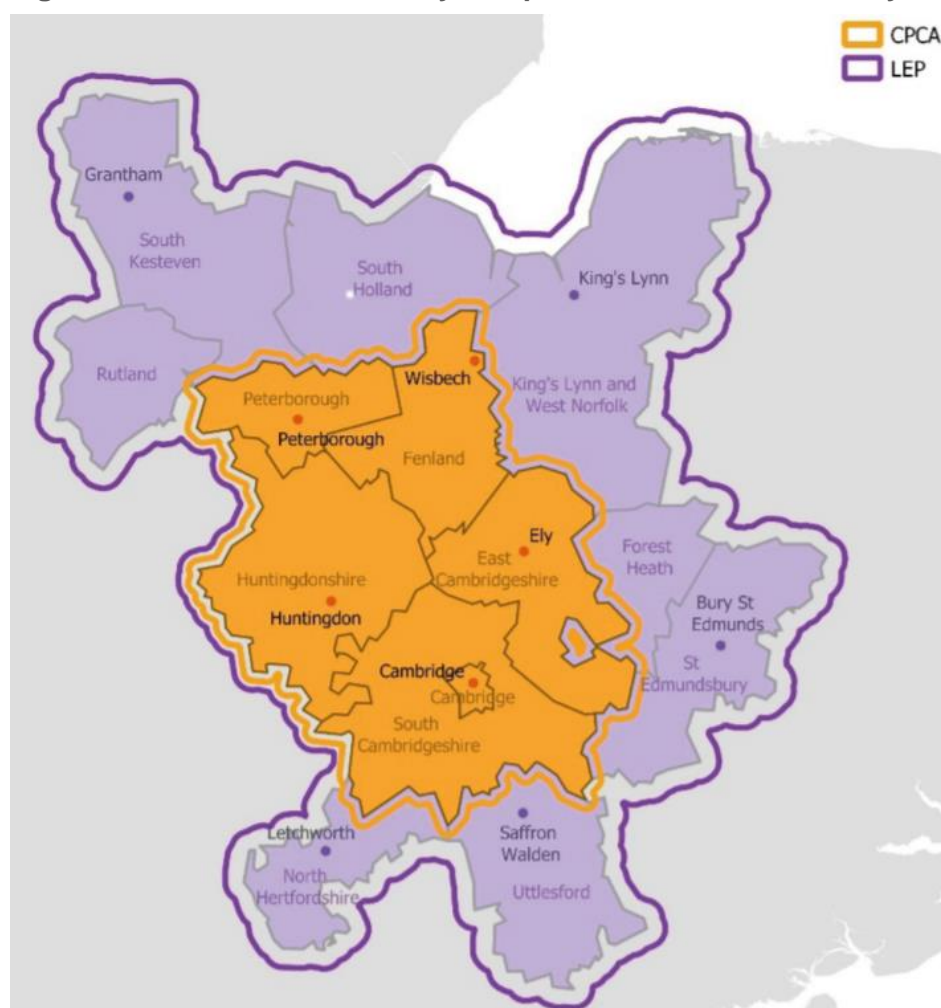 CPCA
LEP
Grantham
South
Kesteven
South
Holland
King's Lynn
Rutland
Wisbech
King's Lynn and
West Norfolk
Peterborough
Peterborough
Fenland
Ely
East
Cambridgeshire
Forest
Heath
Huntingdonshire
Huntingdon
Bury St
Edmunds
St
Edmundsbury
Cambridge
Cambridge
South
Cambridgeshire
Letchworth
North
Hertfordshire
Saffron
Walden
Uttlesford